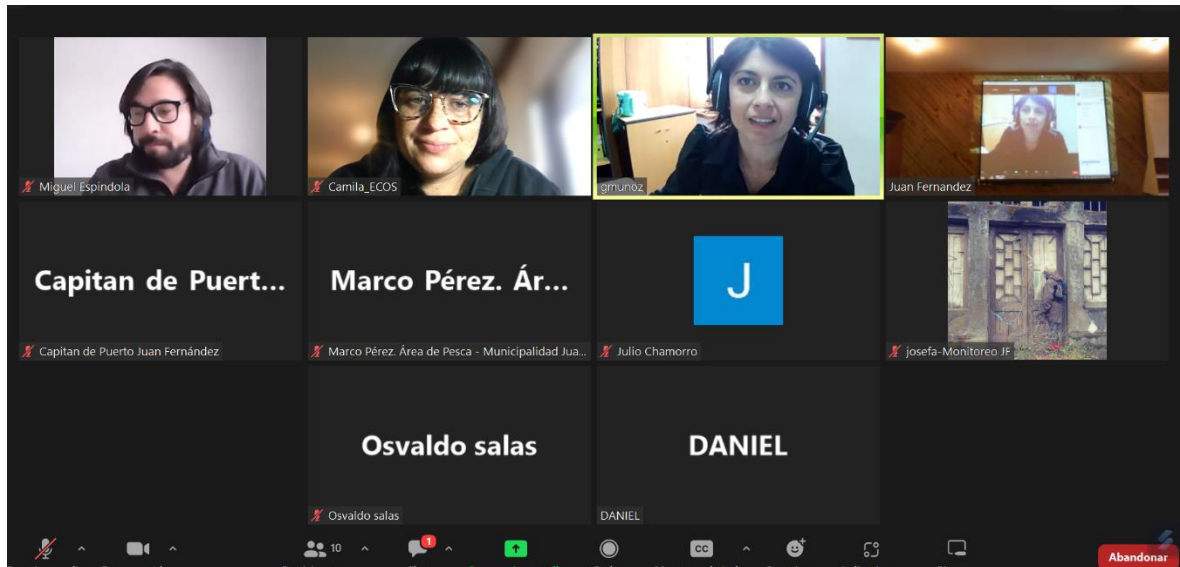 Miguel Espindola
Camila_ECOS
gmunoz
Juan Fernandez
Capitan de Puert...
Capitan de Puerto Juan Fernández
Marco Pérez. Ár...
Marco Pérez. Área de Pesca - Municipalidad Jua...
J
Julio Chamorro
josefa-Monitoreo JF
Osvaldo salas
Osvaldo salas
DANIEL
DANIEL
10
1
CC
Abandonar